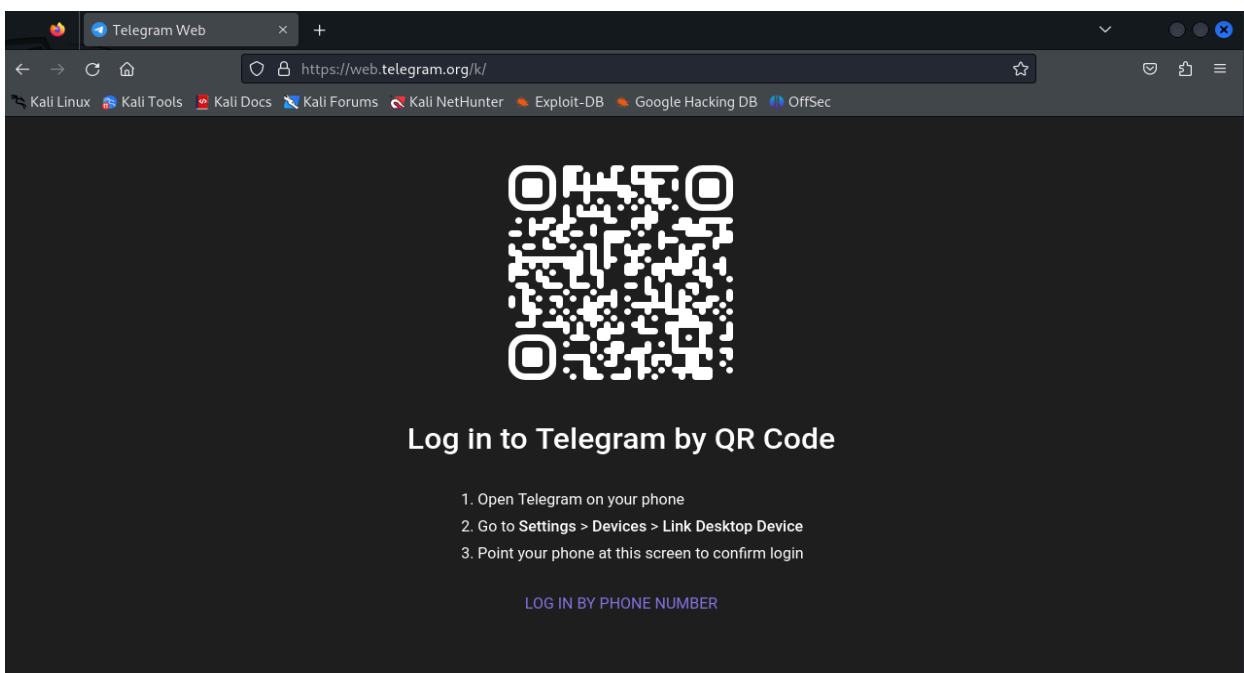 Telegram Web
https://web.telegram.org/k/
Kali Linux Kali Tools Kali Docs Kali Forums Kali NetHunter Exploit-DB Google Hacking DB OffSec
Log in to Telegram by QR Code
1. Open Telegram on your phone
2. Go to Settings > Devices > Link Desktop Device
3. Point your phone at this screen to confirm login
LOG IN BY PHONE NUMBER